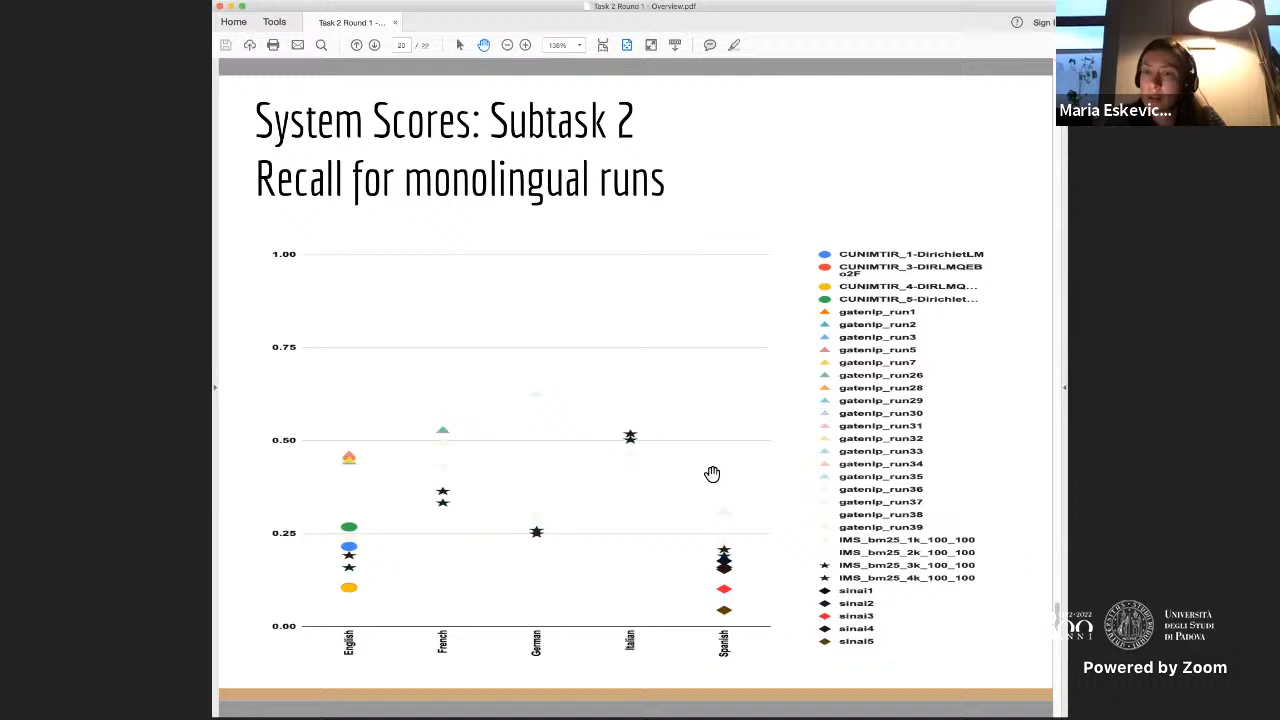 Task 2 Round 1 - Overview.pdf
Home
Tools
Task 2 Round 1 -...
×
?
Sign I
20 / 22
136%
Maria Eskevic...
System Scores: Subtask 2
Recall for monolingual runs
1.00
0.75
0.50
0.25
0.00
English
French
German
Italian
Spanish
CUNIMTIR_1-DirichletLM
CUNIMTIR_3-DIRLMQEB
o2F
CUNIMTIR_4-DIRLMQ...
CUNIMTIR_5-Dirichlet...
gatenlp_run1
gatenlp_run2
gatenlp_run3
gatenlp_run5
gatenlp_run7
gatenlp_run26
gatenlp_run28
gatenlp_run29
gatenlp_run30
gatenlp_run31
gatenlp_run32
gatenlp_run33
gatenlp_run34
gatenlp_run35
gatenlp_run36
gatenlp_run37
gatenlp_run38
gatenlp_run39
IMS_bm25_1k_100_100
IMS_bm25_2k_100_100
IMS_bm25_3k_100_100
IMS_bm25_4k_100_100
sinai1
sinai2
sinai3
sinai4
sinai5
UNIVERSITÀ
DEGLI STUDI
DI PADOVA
Powered by Zoom